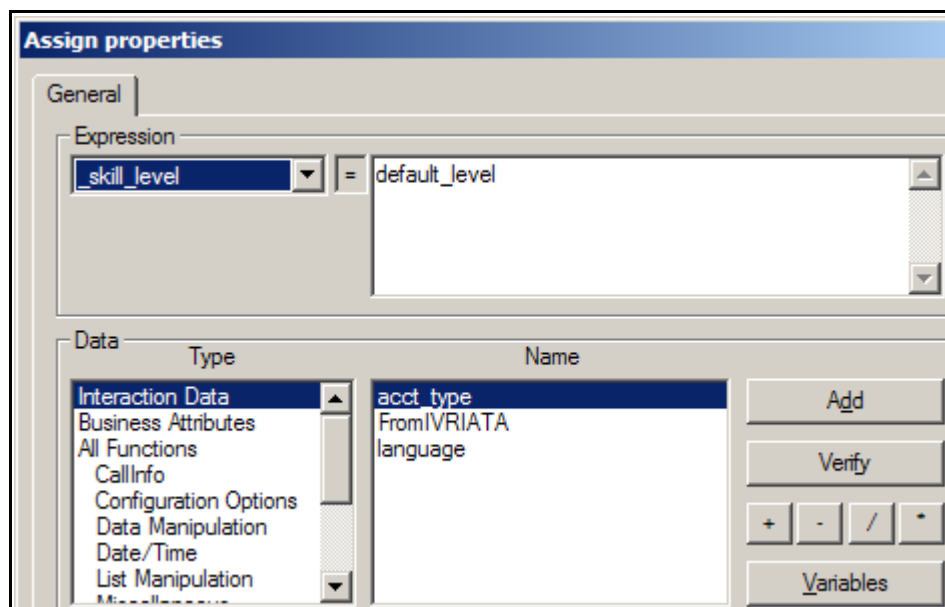 Assign properties
General
Expression
_skill_level = default_level
Data
Type Name
Interaction Data
Business Attributes
All Functions
CallInfo
Configuration Options
Data Manipulation
Date/Time
List Manipulation
Miscellaneous
acct_type
FromIVRIATA
language
Add
Verify
+ - / *
Variables